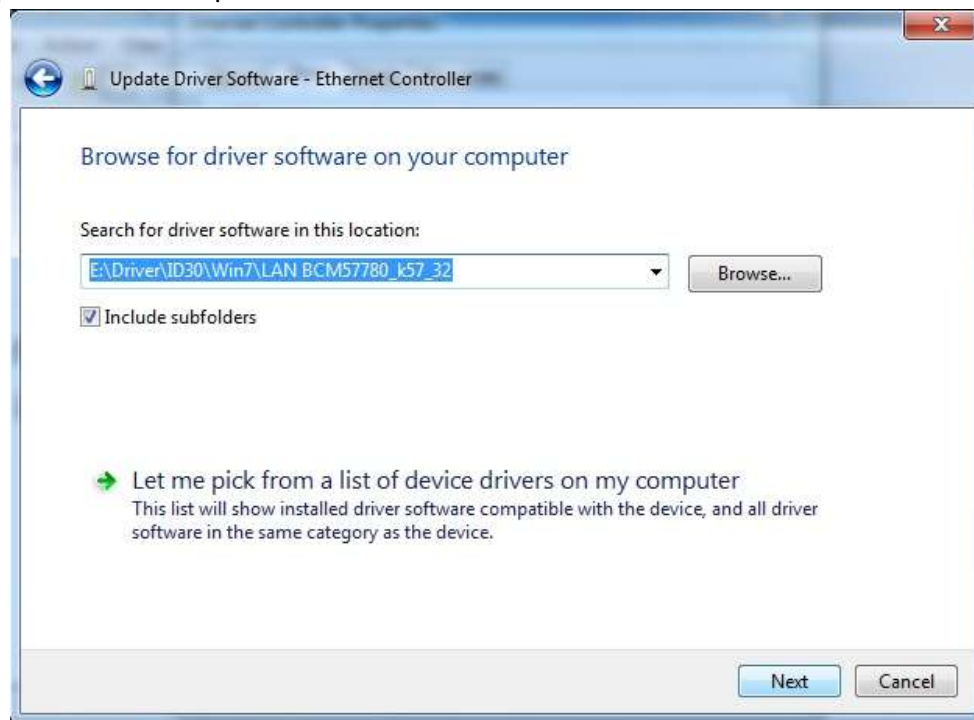 Update Driver Software - Ethernet Controller
Browse for driver software on your computer
Search for driver software in this location:
E:\Driver\ID30\Win7\LAN BCM57780_k57_32
Browse...
Include subfolders
Let me pick from a list of device drivers on my computer
This list will show installed driver software compatible with the device, and all driver
software in the same category as the device.
Next Cancel